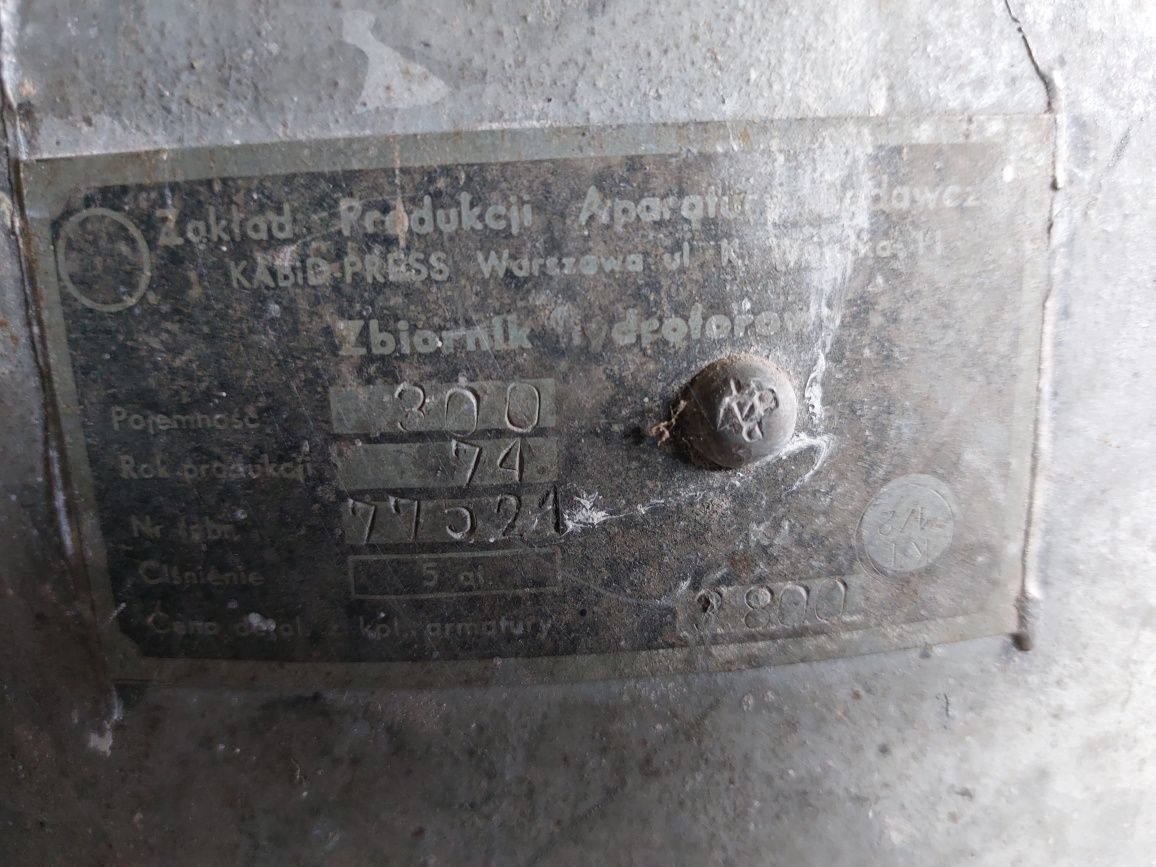 Zakład Produkcji Aparatury
KABiD-PRESS Warszawa ul K.
Zbiornik
Pojemność 300
Rok produkcji 74
Nr fabr. 77521
Ciśnienie 5 at
Cena detal z kpl. armatury 3800
K J